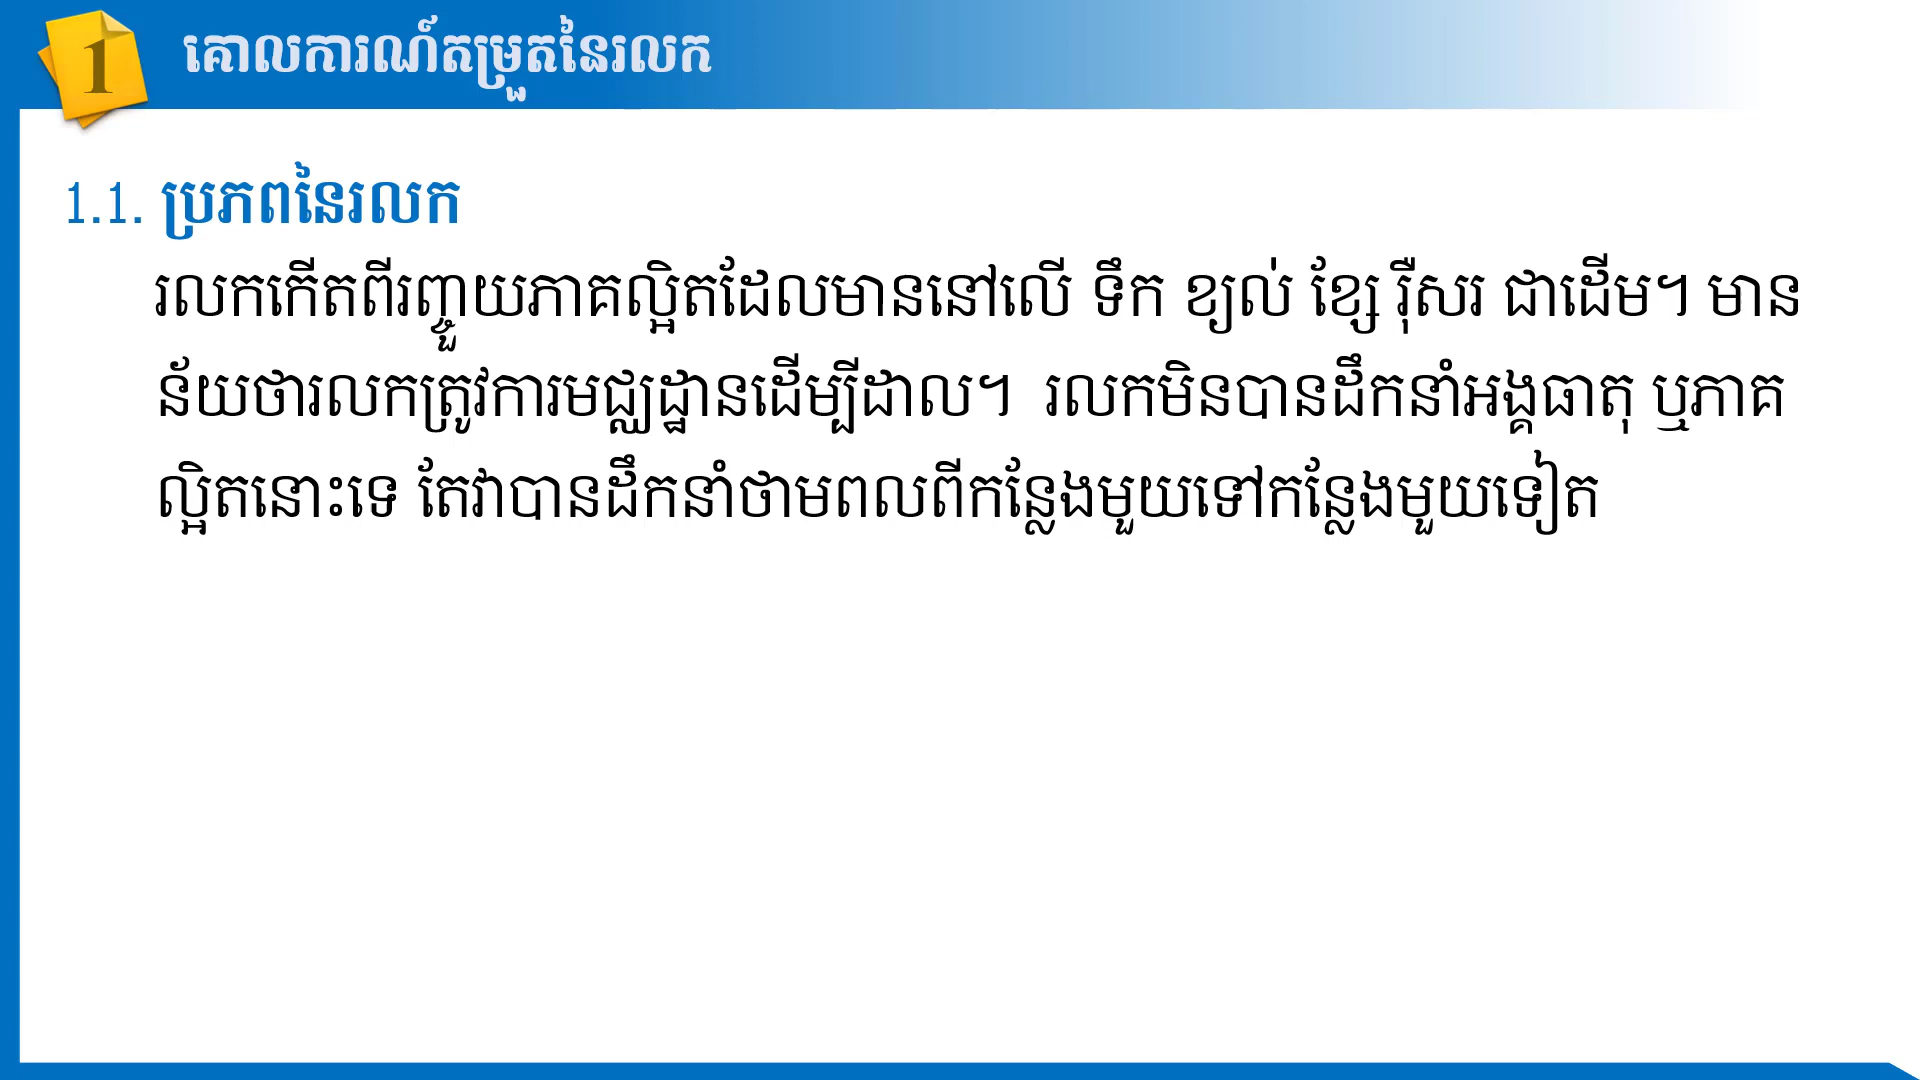 1 គោលការណ៍តម្រួតនៃរលក
1.1. ប្រភពនៃរលក
រលកកើតពីរញ្ជួយភាគល្អិតដែលមាននៅលើ ទឹក ខ្យល់ ខ្សែ រ៉ឺសរ ជាដើម។ មាន
ន័យថារលកត្រូវការមជ្ឈដ្ឋានដើម្បីដាល។ រលកមិនបានដឹកនាំអង្គធាតុ ឬភាគ
ល្អិតនោះទេ តែវាបានដឹកនាំថាមពលពីកន្លែងមួយទៅកន្លែងមួយទៀត